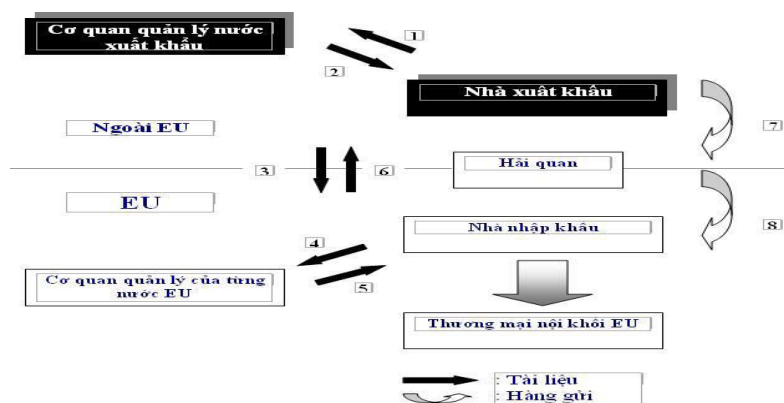 Cơ quan quản lý nước
xuất khẩu
1
2
Nhà xuất khẩu
7
Ngoài EU
3
6
Hải quan
EU
8
4
Nhà nhập khẩu
Cơ quan quản lý của từng
nước EU
5
Thương mại nội khối EU
: Tài liệu
: Hàng gửi